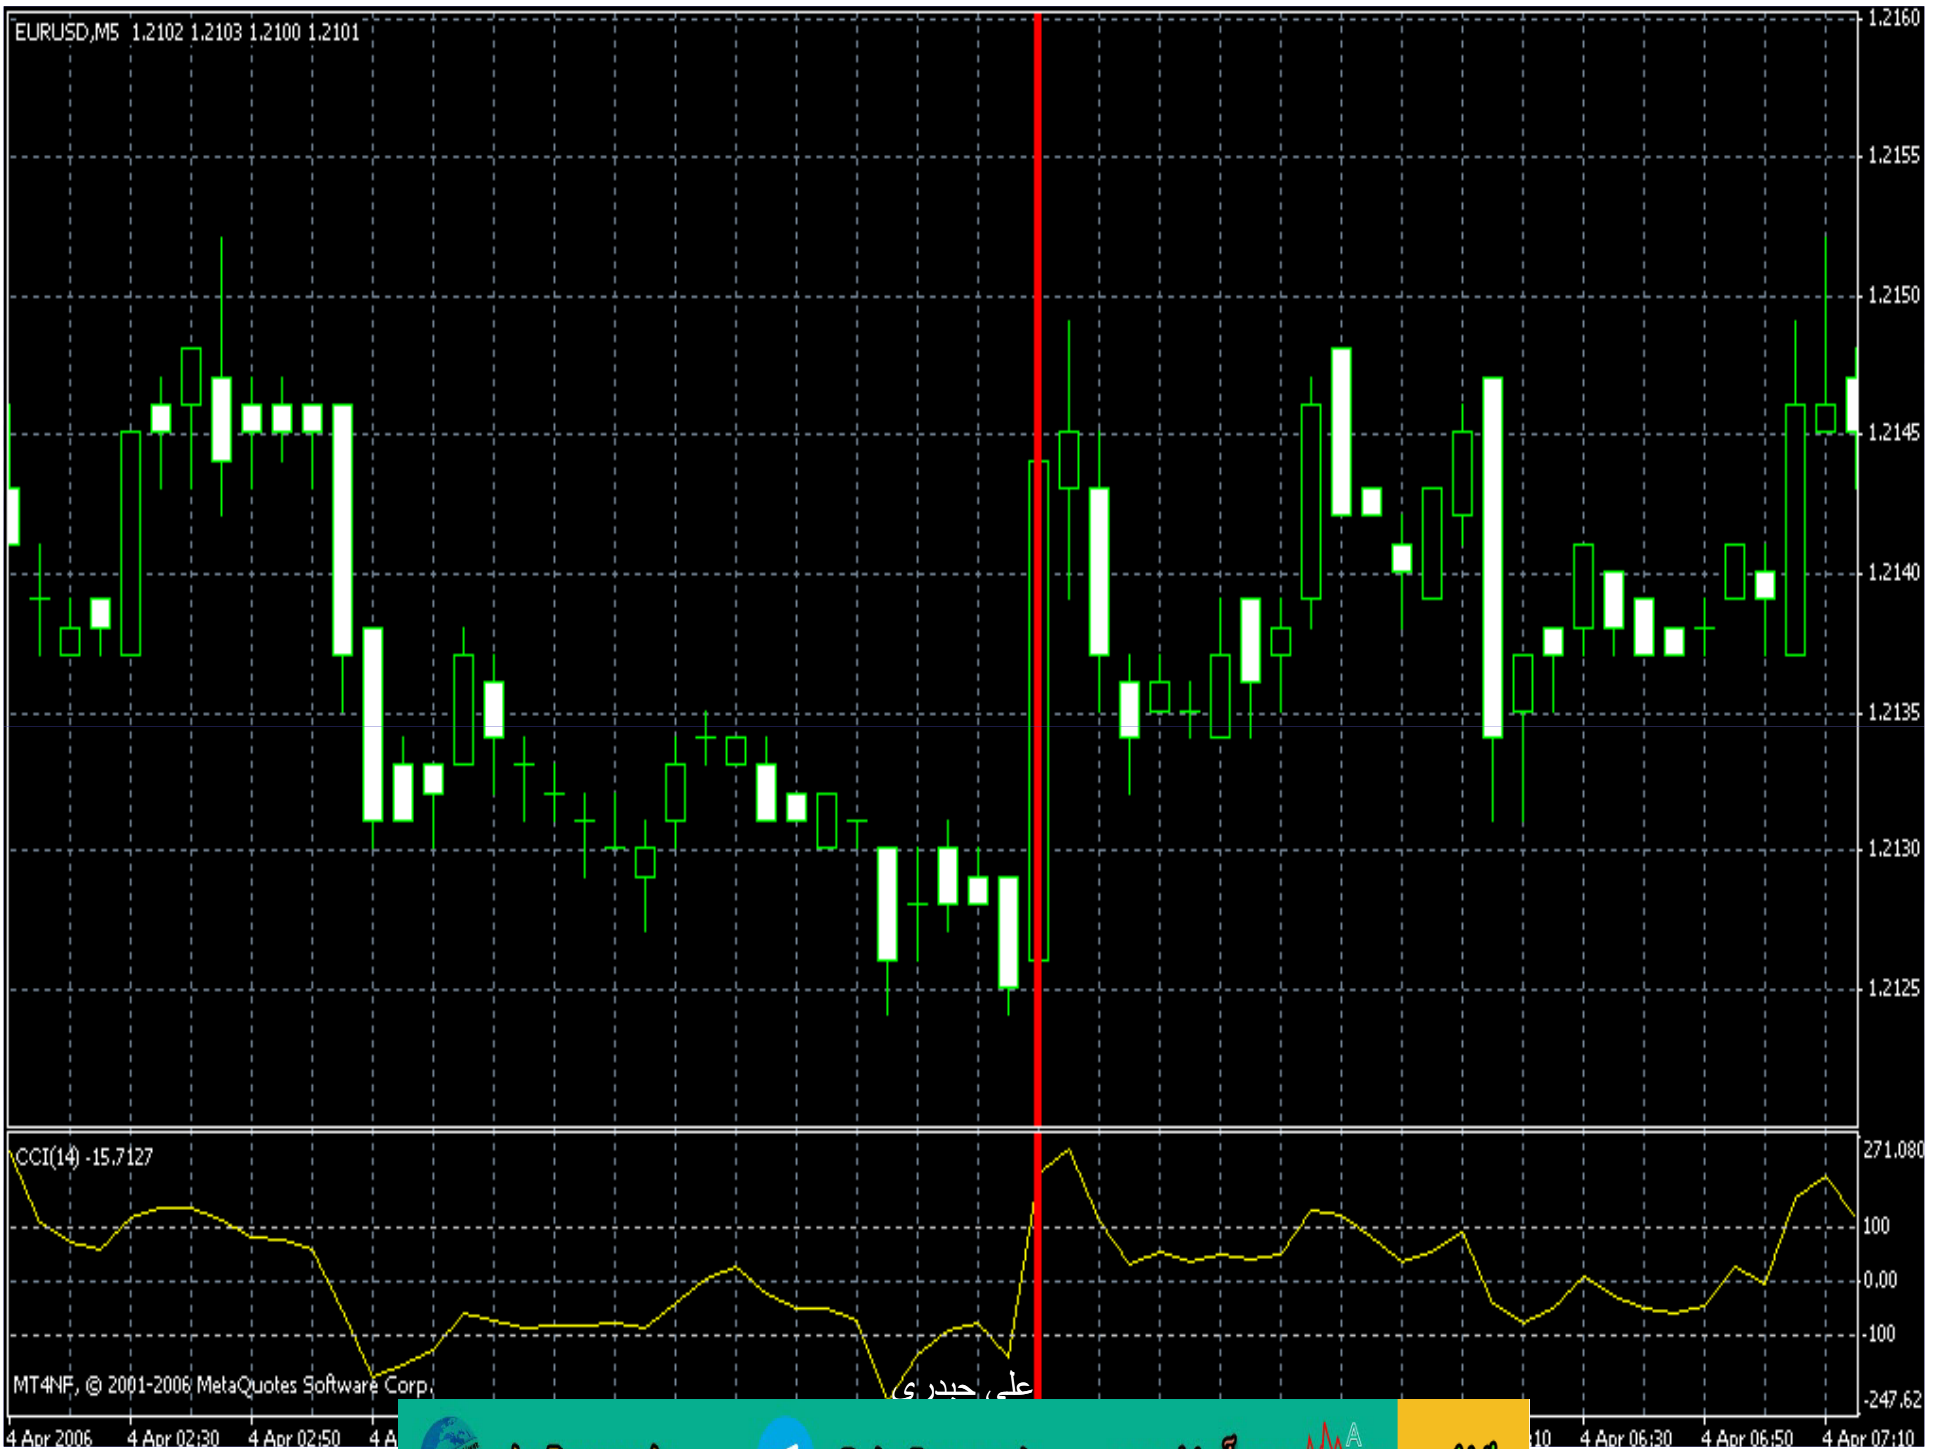 EURUSD,M5 1.2102 1.2103 1.2100 1.2101
1.2160
1.2155
1.2150
1.2145
1.2140
1.2135
1.2130
1.2125
CCI(14) -15.7127
271.080
100
0.00
-100
-247.62
MT4NF, © 2001-2006 MetaQuotes Software Corp.
علی حیدری
4 Apr 2006 4 Apr 02:30 4 Apr 02:50 4 A :10 4 Apr 06:30 4 Apr 06:50 4 Apr 07:10